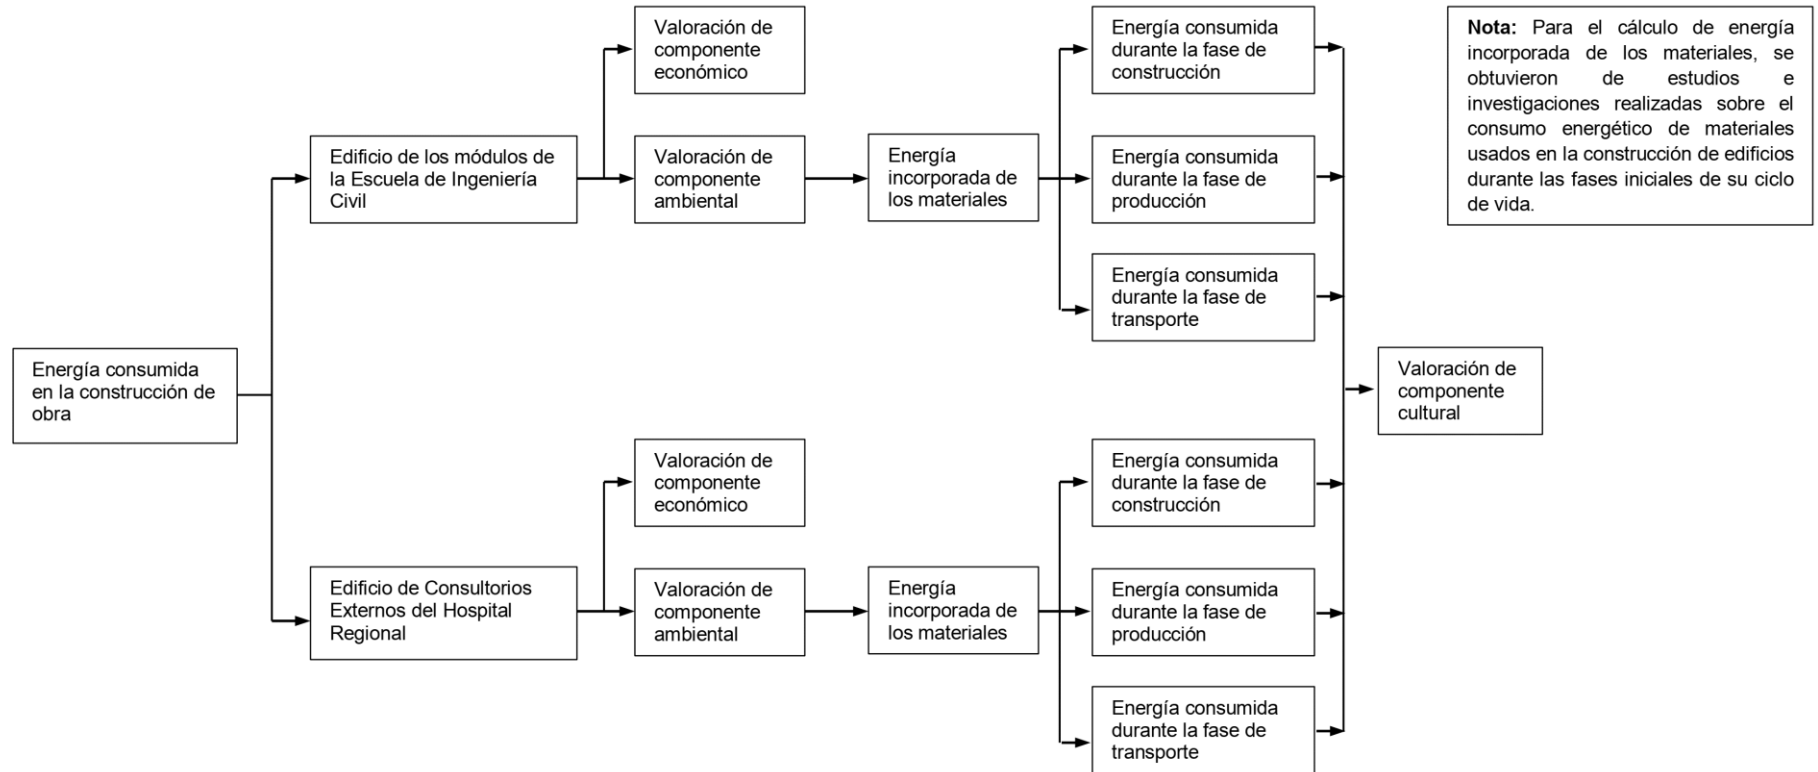 Energía consumida
en la construcción de
obra
Edificio de los módulos de
la Escuela de Ingeniería
Civil
Valoración de
componente
económico
Valoración de
componente
ambiental
Energía
incorporada de
los materiales
Energía consumida
durante la fase de
construcción
Energía consumida
durante la fase de
producción
Energía consumida
durante la fase de
transporte
Edificio de Consultorios
Externos del Hospital
Regional
Valoración de
componente
económico
Valoración de
componente
ambiental
Energía
incorporada de
los materiales
Energía consumida
durante la fase de
construcción
Energía consumida
durante la fase de
producción
Energía consumida
durante la fase de
transporte
Valoración de
componente
cultural
Nota: Para el cálculo de energía
incorporada de los materiales, se
obtuvieron de estudios e
investigaciones realizadas sobre el
consumo energético de materiales
usados en la construcción de edificios
durante las fases iniciales de su ciclo
de vida.